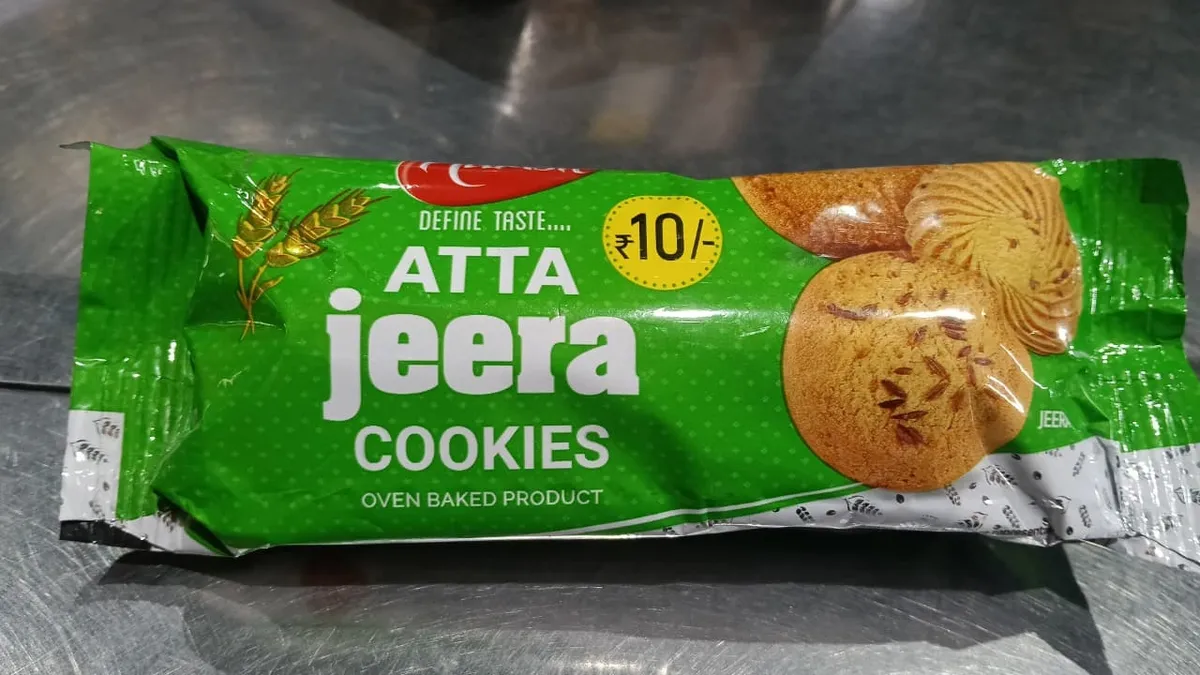 DEFINE TASTE....
₹10/-
ATTA
jeera
COOKIES
OVEN BAKED PRODUCT